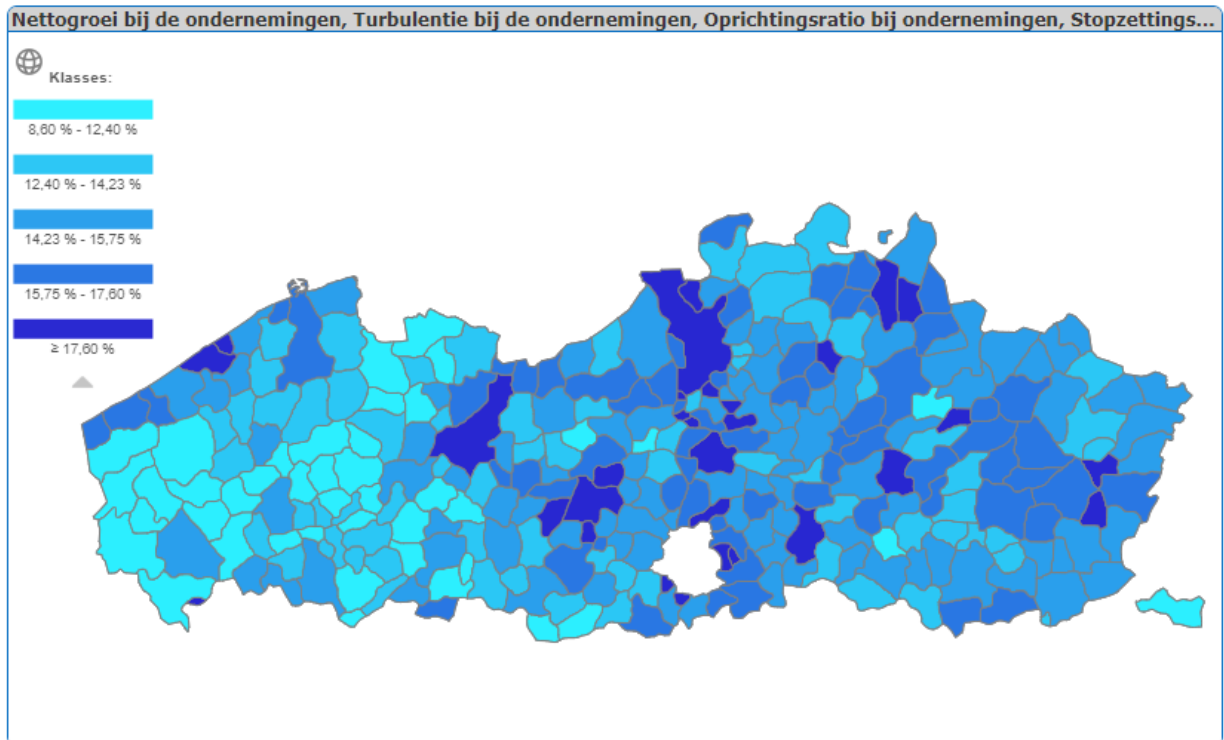 Nettogroei bij de ondernemingen, Turbulentie bij de ondernemingen, Oprichtingsratio bij ondernemingen, Stopzettings...
Klasses:
8,60 % - 12,40 %
12,40 % - 14,23 %
14,23 % - 15,75 %
15,75 % - 17,60 %
≥ 17,60 %